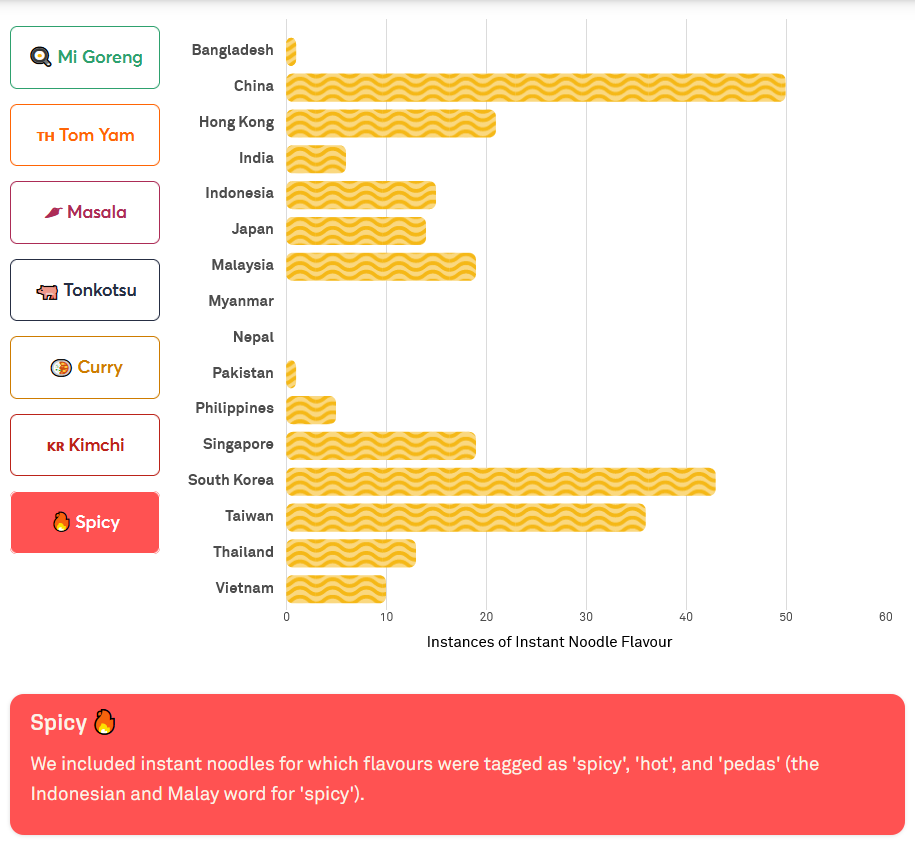 Mi Goreng
TH Tom Yam
Masala
Tonkotsu
Curry
KR Kimchi
Spicy
Bangladesh
China
Hong Kong
India
Indonesia
Japan
Malaysia
Myanmar
Nepal
Pakistan
Philippines
Singapore
South Korea
Taiwan
Thailand
Vietnam
0 10 20 30 40 50 60
Instances of Instant Noodle Flavour
Spicy
We included instant noodles for which flavours were tagged as 'spicy', 'hot', and 'pedas' (the
Indonesian and Malay word for 'spicy').